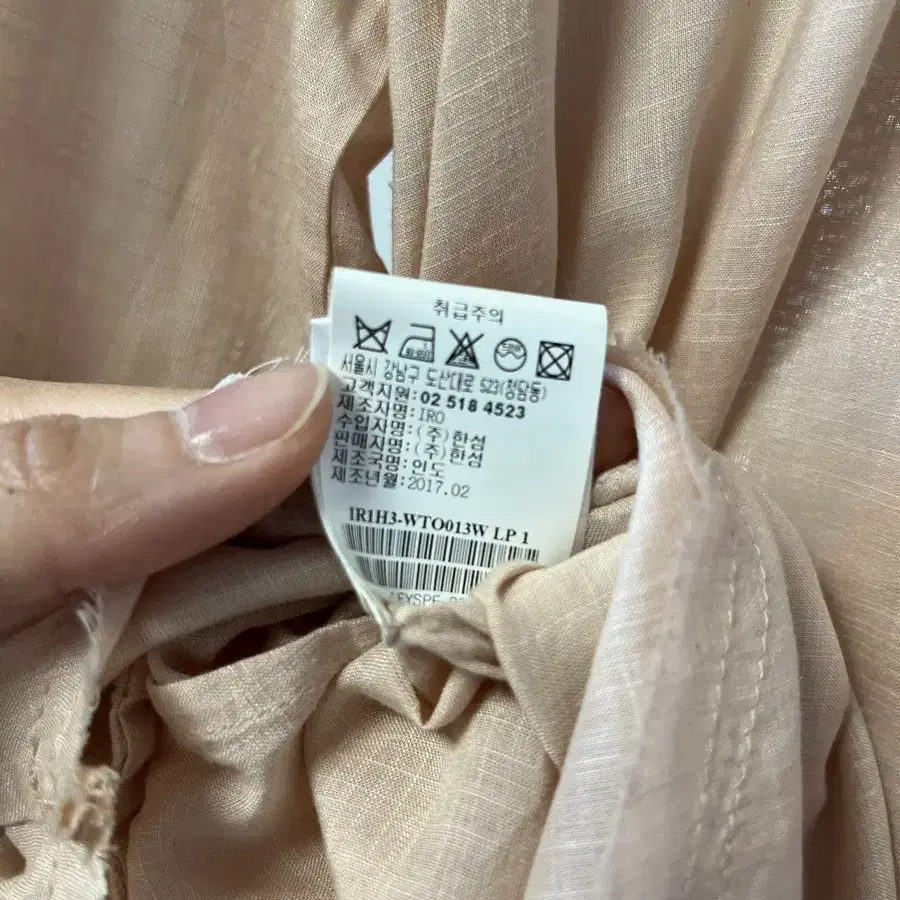 취급주의
서울시 강남구 도산대로 523(청담동)
고객지원: 02 518 4523
제조자명: IRO
수입자명: (주)한섬
판매자명: (주)한섬
제조국명: 인도
제조년월: 2017.02
IR1H3-WTO013W LP 1